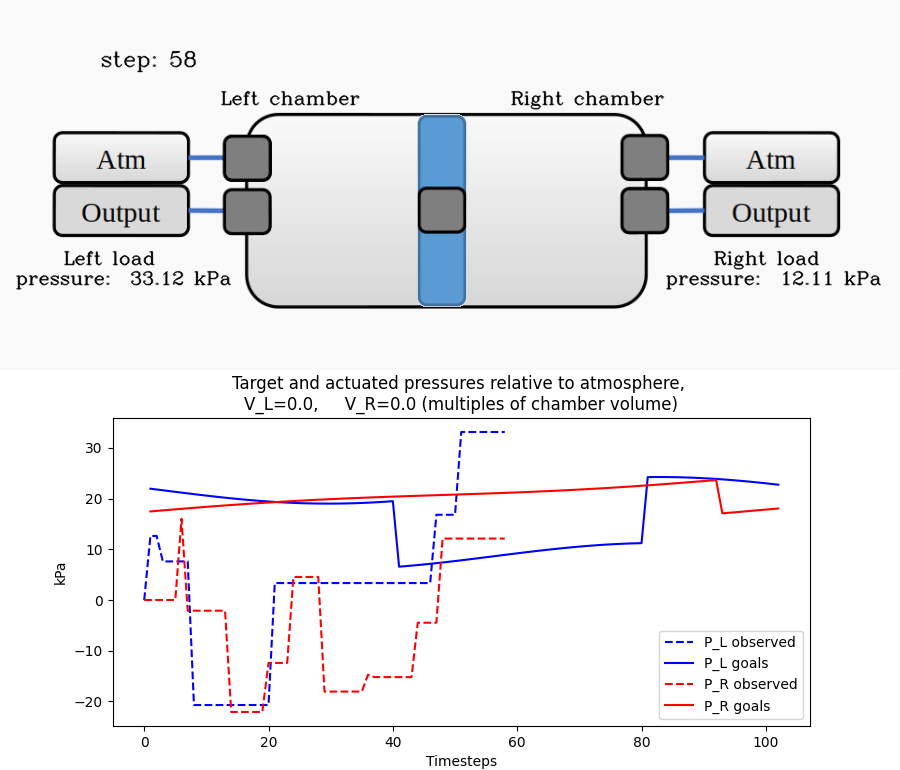 step: 58
Left chamber
Right chamber
Atm
Atm
Output
Output
Left load
pressure: 33.12 kPa
Right load
pressure: 12.11 kPa
Target and actuated pressures relative to atmosphere,
V_L=0.0, V_R=0.0 (multiples of chamber volume)
30
20
10
0
−10
−20
kPa
P_L observed
P_L goals
P_R observed
P_R goals
0 20 40 60 80 100
Timesteps